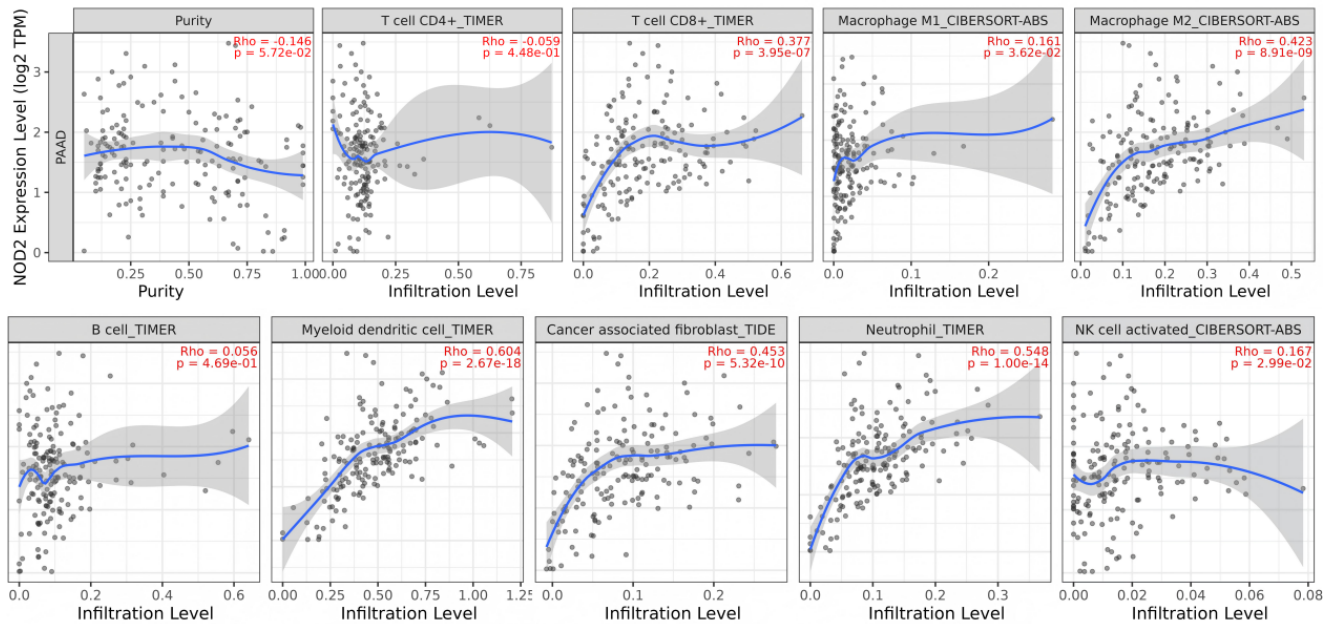 Purity
T cell CD4+_TIMER
T cell CD8+_TIMER
Macrophage M1_CIBERSORT-ABS
Macrophage M2_CIBERSORT-ABS
NOD2 Expression Level (log2 TPM)
PAAD
Rho = -0.146
p = 5.72e-02
Rho = -0.059
p = 4.48e-01
Rho = 0.377
p = 3.95e-07
Rho = 0.161
p = 3.62e-02
Rho = 0.423
p = 8.91e-09
3
2
1
0
0.25 0.50 0.75 1.00
0.00 0.25 0.50 0.75
0.0 0.2 0.4 0.6
0.0 0.1 0.2
0.0 0.1 0.2 0.3 0.4 0.5
Purity
Infiltration Level
Infiltration Level
Infiltration Level
Infiltration Level
B cell_TIMER
Myeloid dendritic cell_TIMER
Cancer associated fibroblast_TIDE
Neutrophil_TIMER
NK cell activated_CIBERSORT-ABS
Rho = 0.056
p = 4.69e-01
Rho = 0.604
p = 2.67e-18
Rho = 0.453
p = 5.32e-10
Rho = 0.548
p = 1.00e-14
Rho = 0.167
p = 2.99e-02
0.0 0.2 0.4 0.6
0.00 0.25 0.50 0.75 1.00 1.25
0.0 0.1 0.2
0.0 0.1 0.2 0.3
0.00 0.02 0.04 0.06 0.08
Infiltration Level
Infiltration Level
Infiltration Level
Infiltration Level
Infiltration Level